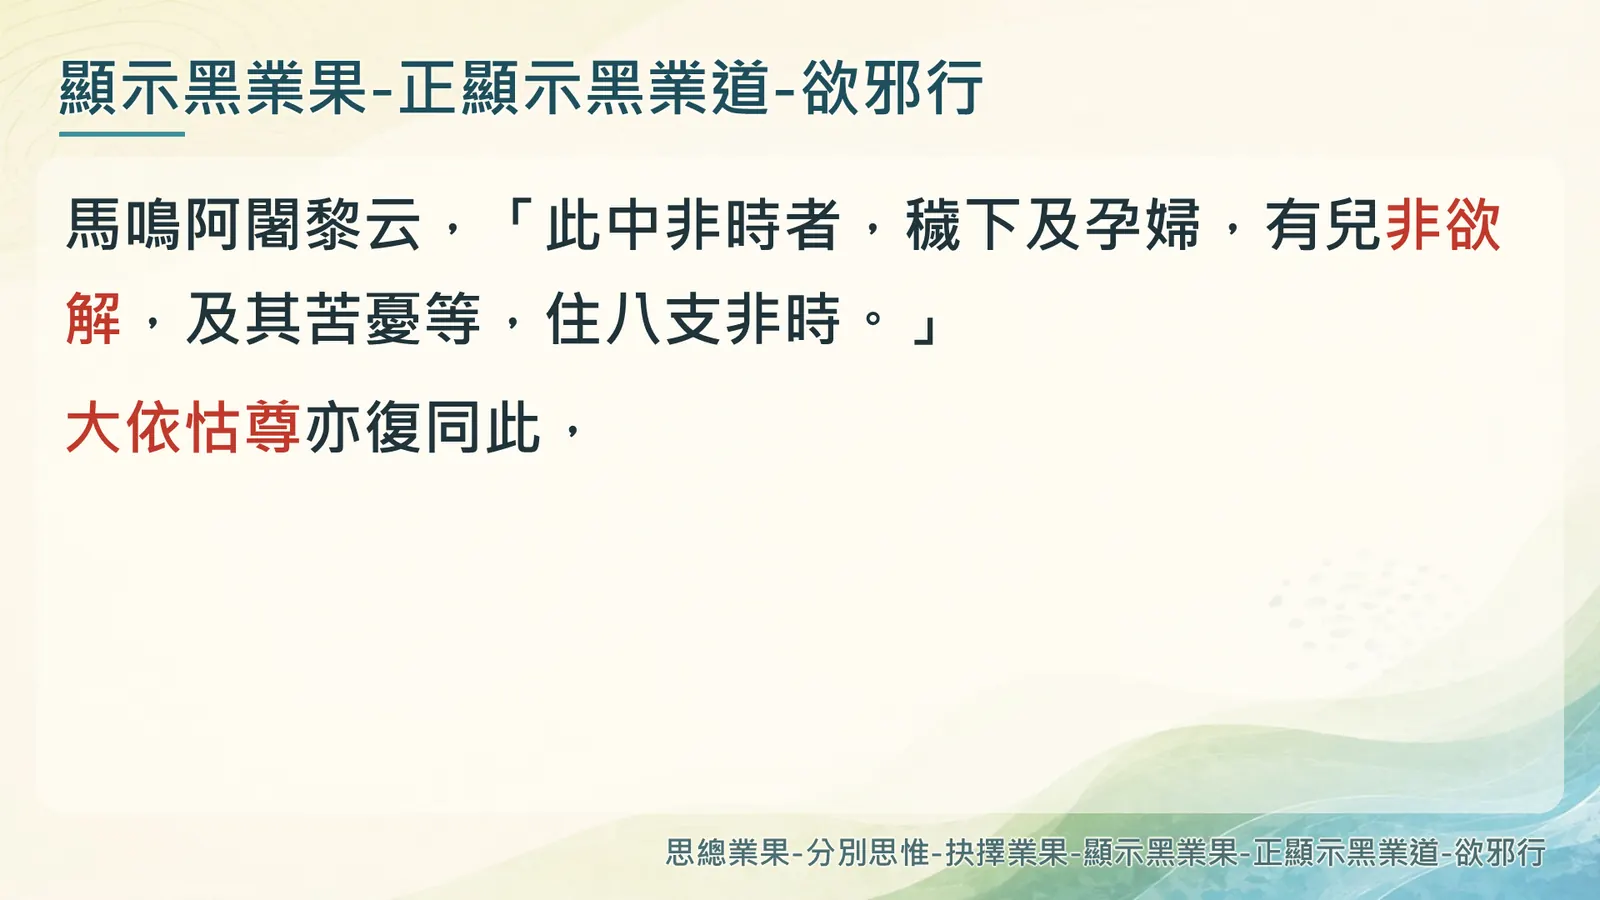 顯示黑業果-正顯示黑業道-欲邪行
馬鳴阿闍黎云，「此中非時者，穢下及孕婦，有兒非欲
解，及其苦憂等，住八支非時。」
大依怙尊亦復同此，
思總業果-分別思惟-抉擇業果-顯示黑業果-正顯示黑業道-欲邪行